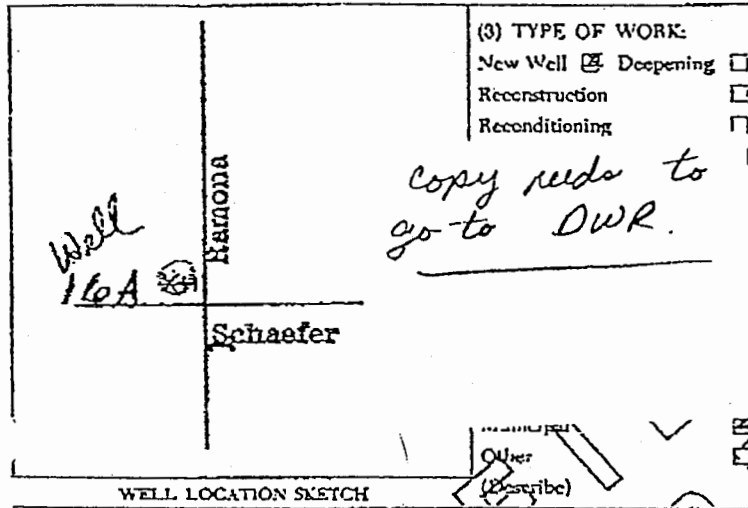 (3) TYPE OF WORK:
New Well Deepening
Reconstruction
Reconditioning
copy needs to
go to DWR.
Ramona
Well
16A
Schaefer
Municipal
Other
(Describe)
WELL LOCATION SKETCH